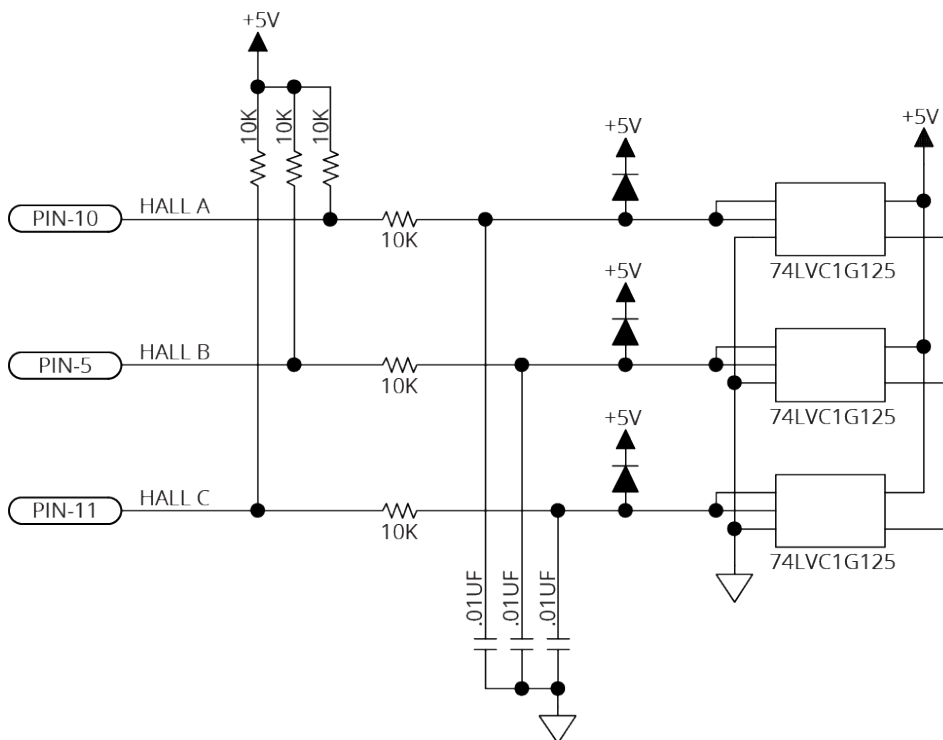 +5V
10K
10K
10K
+5V
+5V
PIN-10
HALL A
10K
74LVC1G125
+5V
PIN-5
HALL B
10K
74LVC1G125
+5V
PIN-11
HALL C
10K
74LVC1G125
.01UF
.01UF
.01UF